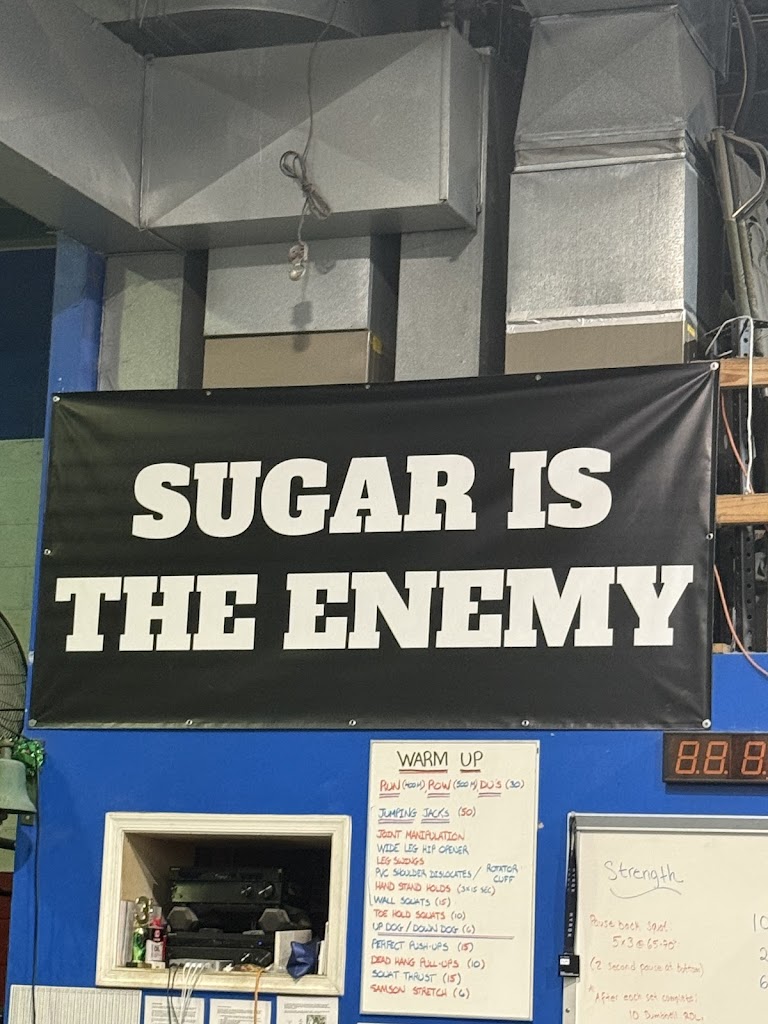 SUGAR IS
THE ENEMY
WARM UP
RUN (400M) ROW (500M) DU'S (30)
JUMPING JACKS (50)
JOINT MANIPULATION
WIDE LEG HIP OPENER
LEG SWINGS
PVC SHOULDER DISLOCATES / ROTATOR CUFF
HAND STAND HOLDS (3x15 SEC)
WALL SQUATS (15)
TOE HOLD SQUATS (10)
UP DOG / DOWN DOG (6)
PERFECT PUSH-UPS (15)
DEAD HANG PULL-UPS (10)
SQUAT THRUST (15)
SAMSON STRETCH (6)
88:8
Strength
Pause back
5x3 @ 65-70%
(2 second pause at bottom)
After each set complete:
10 Dumbbell